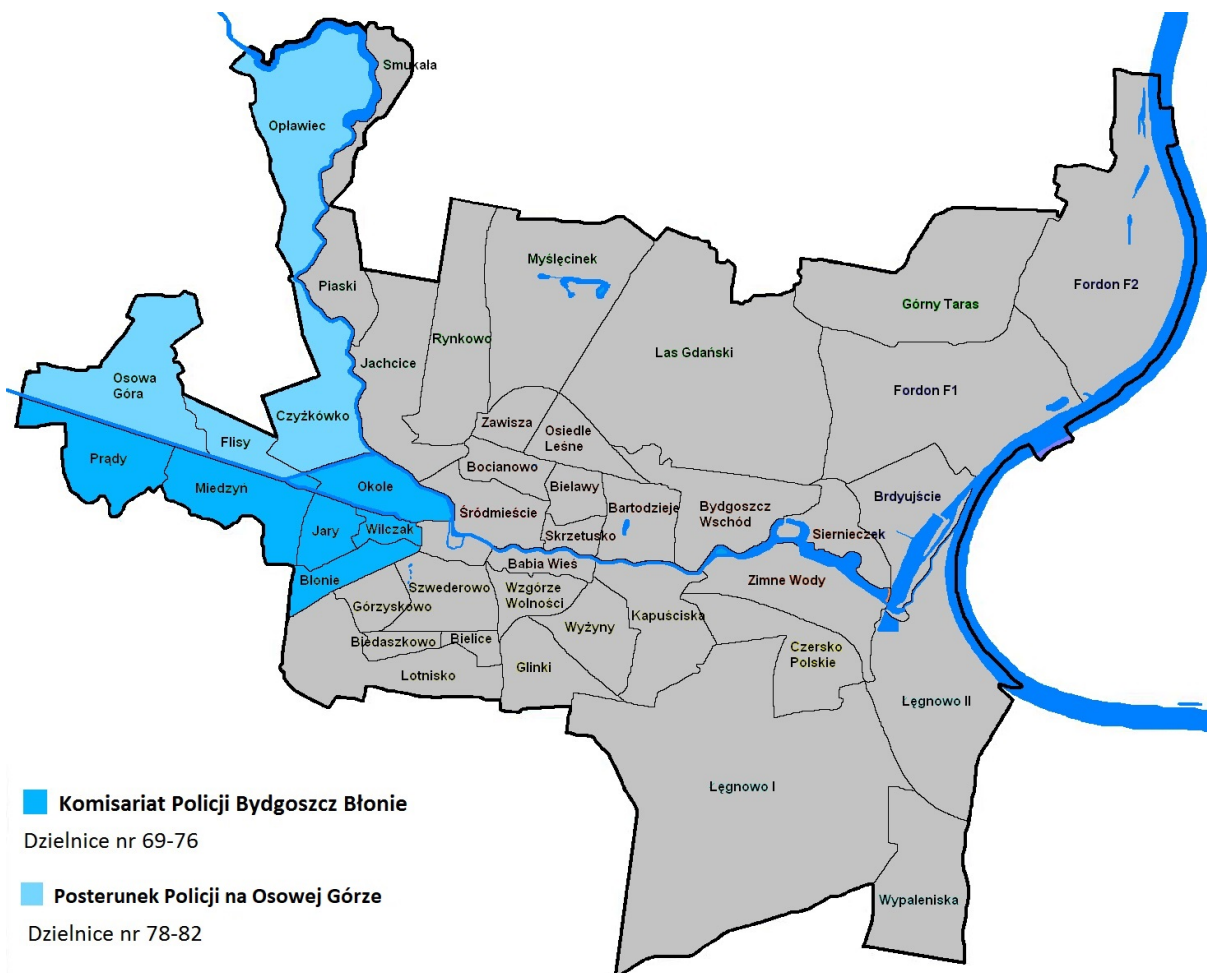 Smukala
Opławiec
Piaski
Myślęcinek
Fordon F2
Górny Taras
Rynkowo
Las Gdański
Jachcice
Osowa
Góra
Fordon F1
Czyżkówko
Zawisza
Osiedle
Leśne
Flisy
Prądy
Bocianowo
Miedzyń
Okole
Bielawy
Brdyujście
Śródmieście
Bartodzieje
Bydgoszcz
Wschód
Jary
Wilczak
Skrzetusko
Siernieczek
Babia Wieś
Błonie
Szwederowo
Wzgórze
Wolności
Zimne Wody
Górzyskowo
Kapuściska
Wyżyny
Biedaszkowo
Bielice
Czersko
Polskie
Glinki
Lotnisko
Łęgnowo II
Łęgnowo I
Wypaleniska
Komisariat Policji Bydgoszcz Błonie
Dzielnice nr 69-76
Posterunek Policji na Osowej Górze
Dzielnice nr 78-82